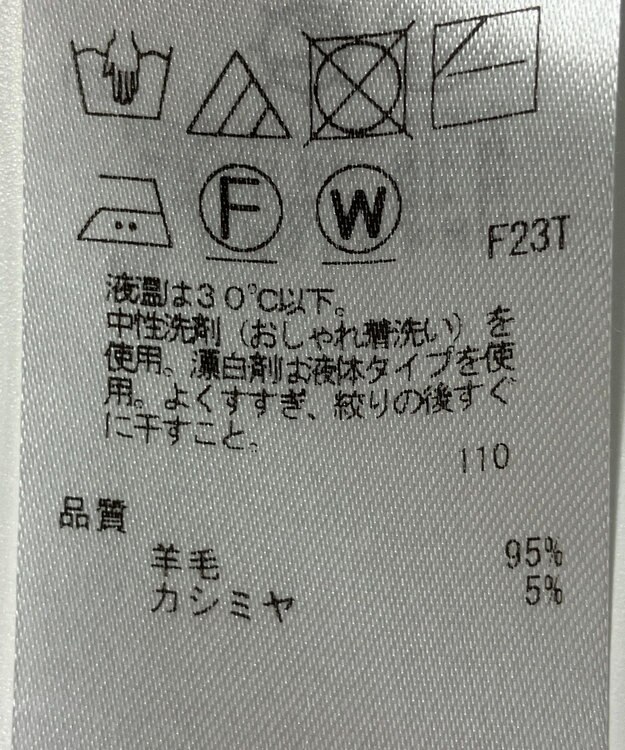 F W
F23T
液温は30℃以下。
中性洗剤（おしゃれ着洗い）を
使用。漂白剤は液体タイプを使
用。よくすすぎ、絞りの後すぐ
に干すこと。
110
品質
羊毛 95%
カシミヤ 5%